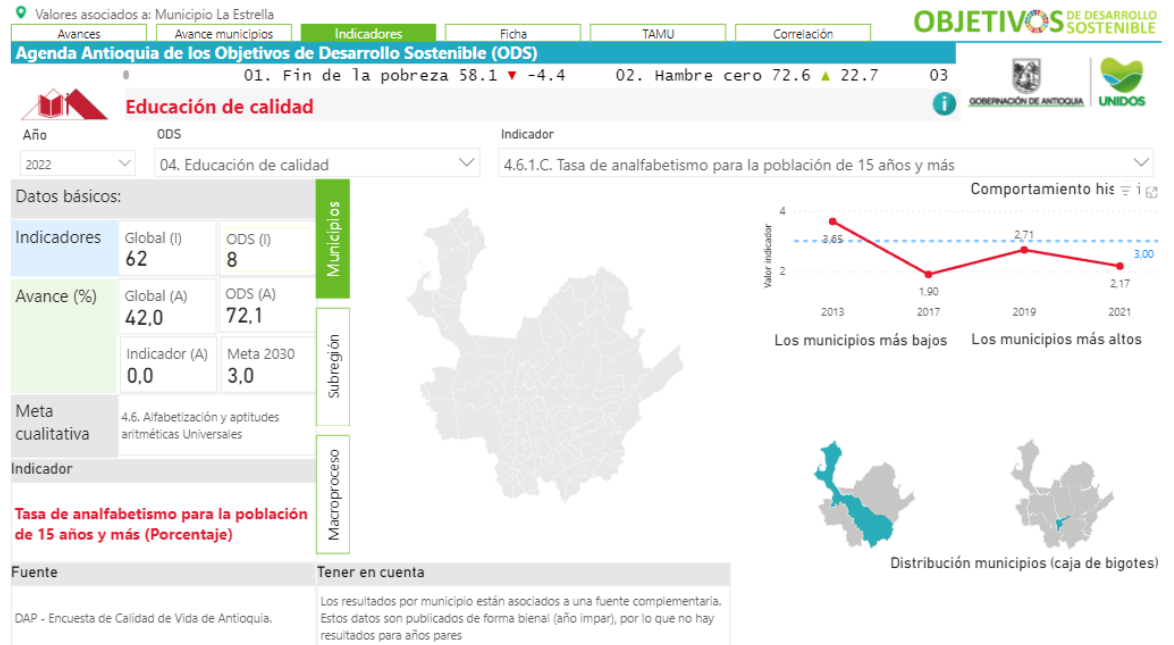 Valores asociados a: Municipio La Estrella
Avances
Avance municipios
Indicadores
Ficha
TAMU
Correlación
OBJETIVOS DE DESARROLLO SOSTENIBLE
Agenda Antioquia de los Objetivos de Desarrollo Sostenible (ODS)
01. Fin de la pobreza 58.1 ▼ -4.4 02. Hambre cero 72.6 ▲ 22.7 03
GOBERNACIÓN DE ANTIOQUIA
UNIDOS
Educación de calidad
i
Año
ODS
Indicador
2022
04. Educación de calidad
4.6.1.C. Tasa de analfabetismo para la población de 15 años y más
Datos básicos:
Indicadores
Global (I)
62
ODS (I)
8
Avance (%)
Global (A)
42,0
ODS (A)
72,1
Indicador (A)
0,0
Meta 2030
3,0
Meta cualitativa
4.6. Alfabetización y aptitudes
aritméticas Universales
Indicador
Tasa de analfabetismo para la población
de 15 años y más (Porcentaje)
Municipios
Subregión
Macroproceso
Comportamiento his
Valor indicador
4
2
3,65
1,90
2,71
2,17
3,00
2013
2017
2019
2021
Los municipios más bajos
Los municipios más altos
Distribución municipios (caja de bigotes)
Fuente
DAP - Encuesta de Calidad de Vida de Antioquia.
Tener en cuenta
Los resultados por municipio están asociados a una fuente complementaria.
Estos datos son publicados de forma bienal (año impar), por lo que no hay
resultados para años pares